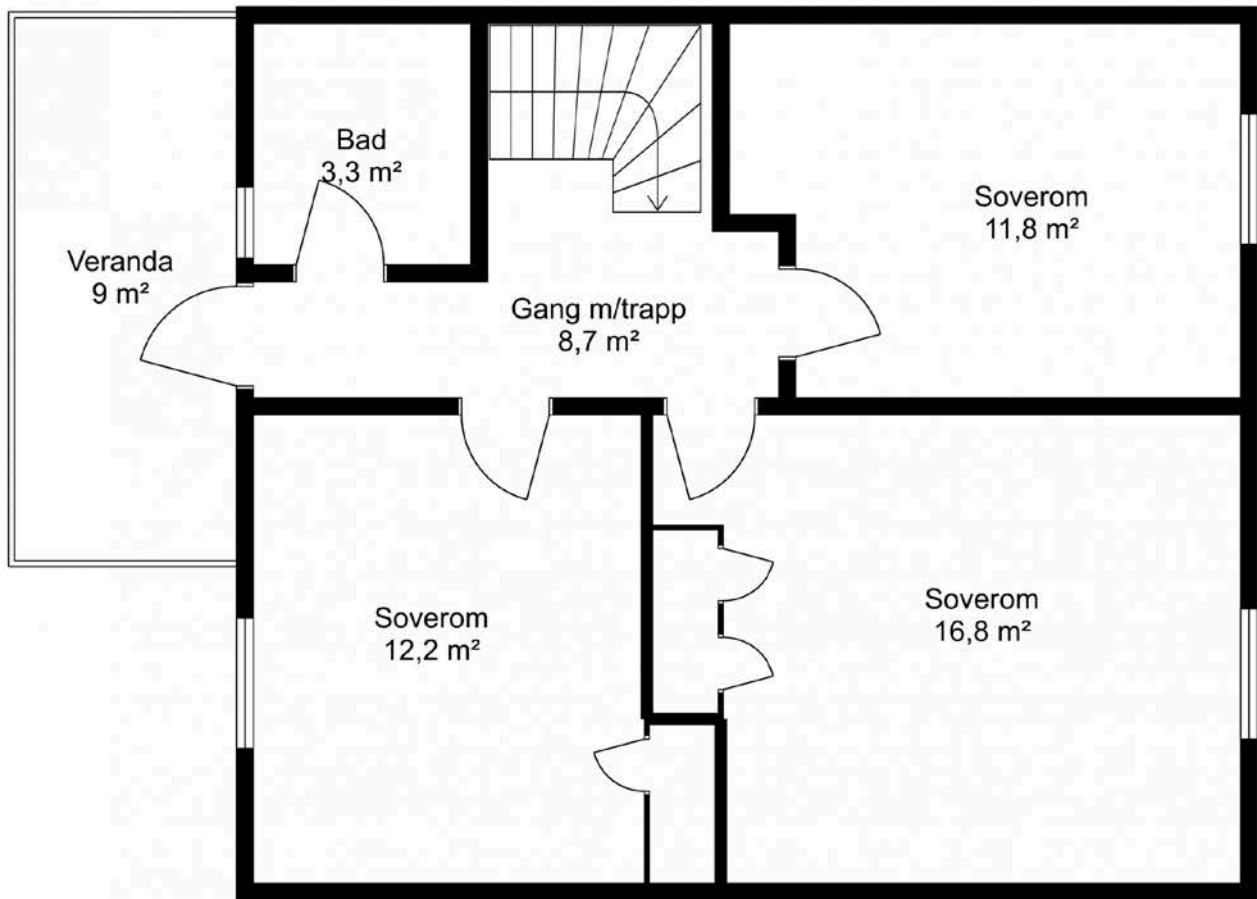 Bad
3,3 m²
Soverom
11,8 m²
Veranda
9 m²
Gang m/trapp
8,7 m²
Soverom
12,2 m²
Soverom
16,8 m²